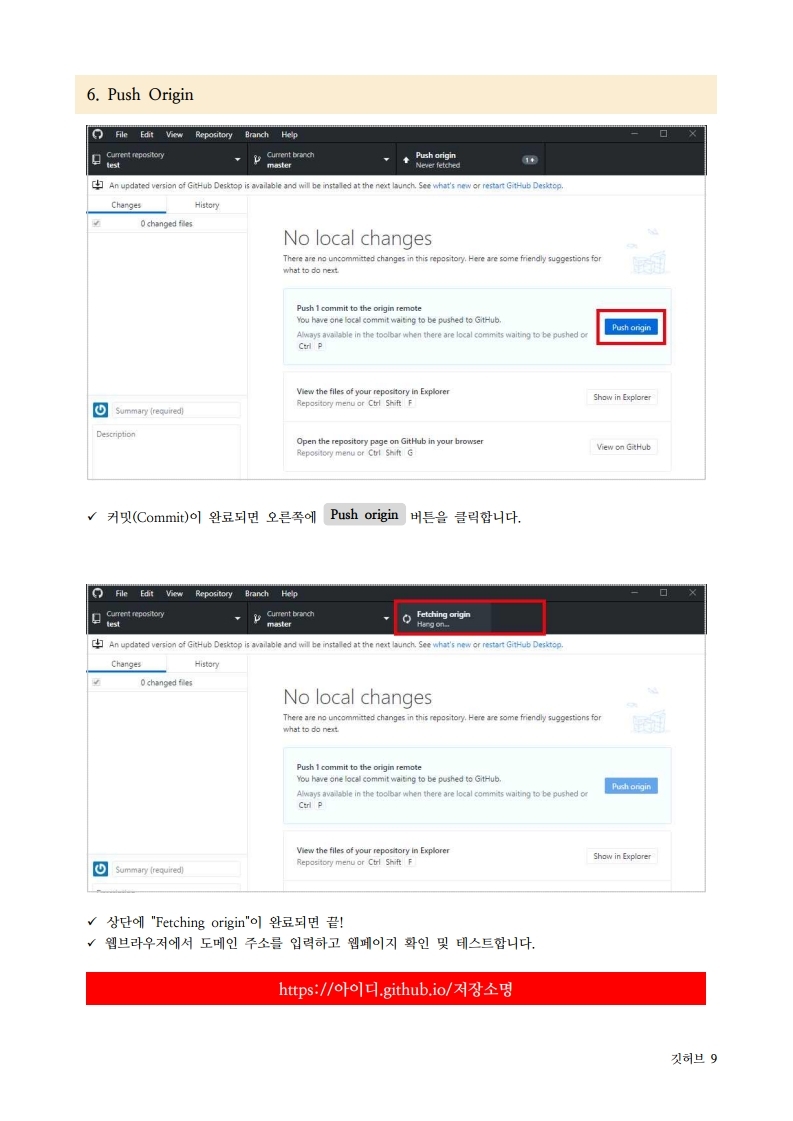 6. Push Origin
File Edit View Repository Branch Help
Current repository
test
Current branch
master
Push origin
Never fetched
1
An updated version of GitHub Desktop is available and will be installed at the next launch. See what's new or restart GitHub Desktop.
Changes History
0 changed files
No local changes
There are no uncommitted changes in this repository. Here are some friendly suggestions for
what to do next.
Push 1 commit to the origin remote
You have one local commit waiting to be pushed to GitHub.
Always available in the toolbar when there are local commits waiting to be pushed or
Ctrl P
Push origin
View the files of your repository in Explorer
Repository menu or Ctrl Shift F
Show in Explorer
Open the repository page on GitHub in your browser
Repository menu or Ctrl Shift G
View on GitHub
Summary (required)
Description
✓ 커밋(Commit)이 완료되면 오른쪽에 Push origin 버튼을 클릭합니다.
File Edit View Repository Branch Help
Current repository
test
Current branch
master
Fetching origin
Hang on...
An updated version of GitHub Desktop is available and will be installed at the next launch. See what's new or restart GitHub Desktop.
Changes History
0 changed files
No local changes
There are no uncommitted changes in this repository. Here are some friendly suggestions for
what to do next.
Push 1 commit to the origin remote
You have one local commit waiting to be pushed to GitHub.
Always available in the toolbar when there are local commits waiting to be pushed or
Ctrl P
Push origin
View the files of your repository in Explorer
Repository menu or Ctrl Shift F
Show in Explorer
Summary (required)
✓ 상단에 "Fetching origin"이 완료되면 끝!
✓ 웹브라우저에서 도메인 주소를 입력하고 웹페이지 확인 및 테스트합니다.
https://아이디.github.io/저장소명
깃허브 9